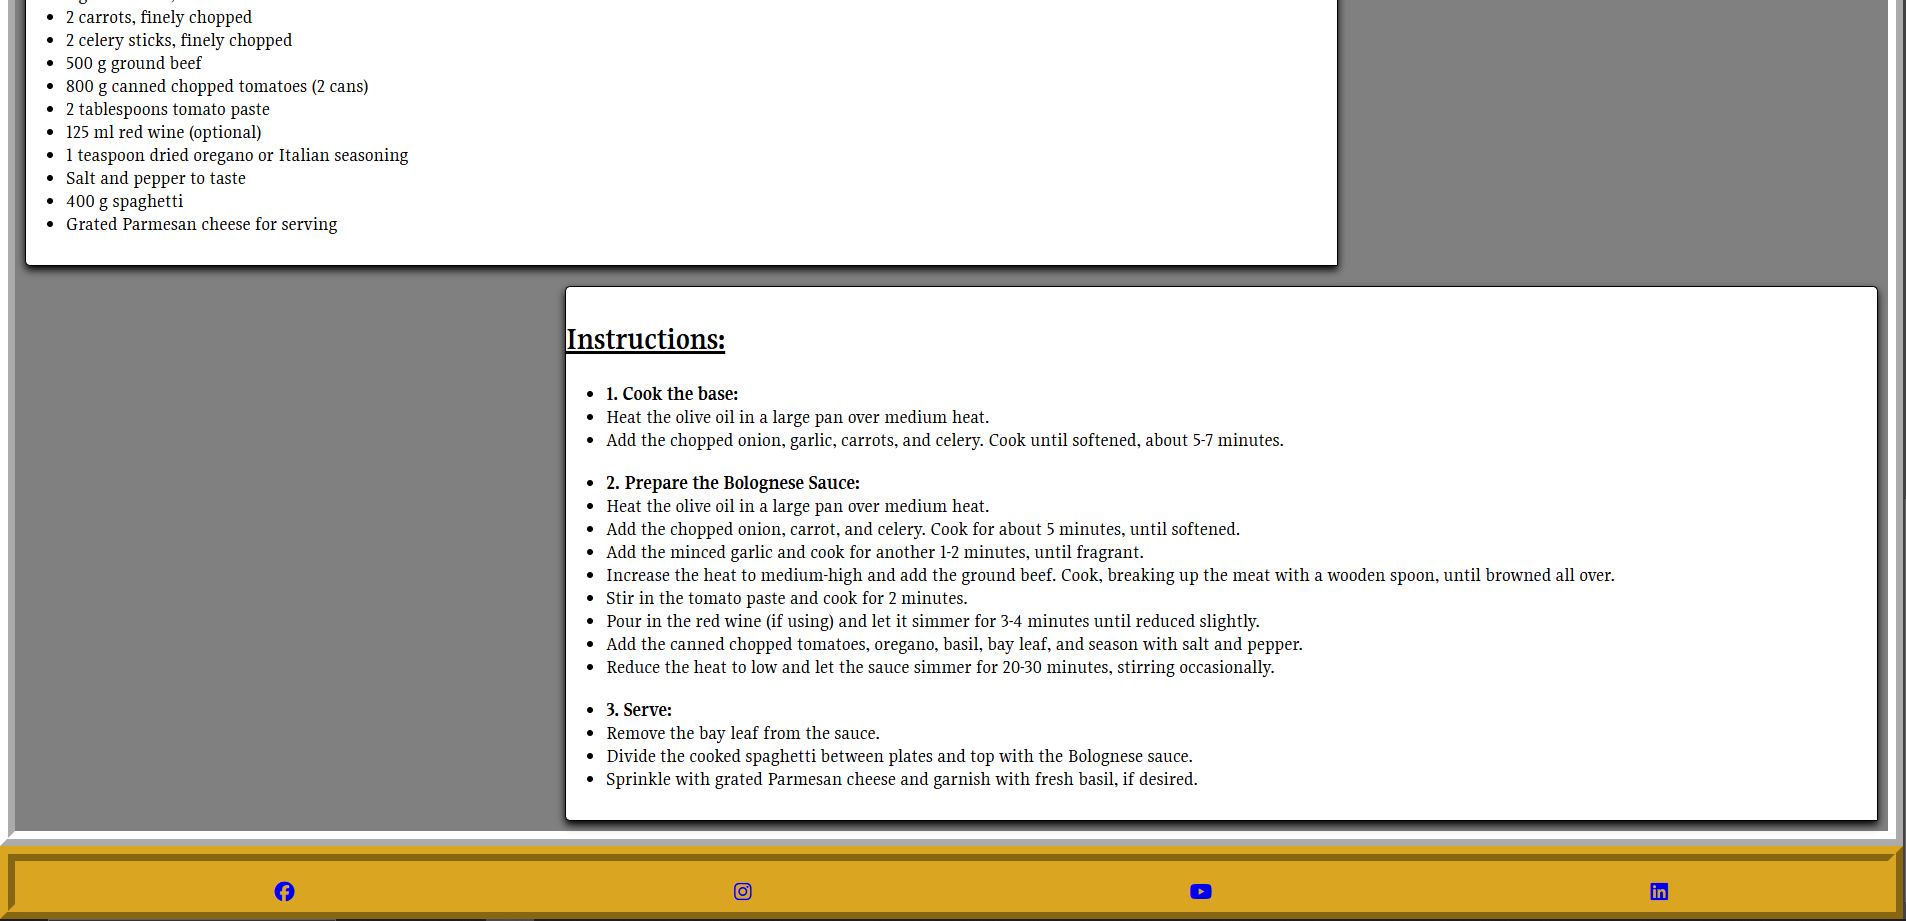 2 carrots, finely chopped
2 celery sticks, finely chopped
500 g ground beef
800 g canned chopped tomatoes (2 cans)
2 tablespoons tomato paste
125 ml red wine (optional)
1 teaspoon dried oregano or Italian seasoning
Salt and pepper to taste
400 g spaghetti
Grated Parmesan cheese for serving
Instructions:
1. Cook the base:
Heat the olive oil in a large pan over medium heat.
Add the chopped onion, garlic, carrots, and celery. Cook until softened, about 5-7 minutes.
2. Prepare the Bolognese Sauce:
Heat the olive oil in a large pan over medium heat.
Add the chopped onion, carrot, and celery. Cook for about 5 minutes, until softened.
Add the minced garlic and cook for another 1-2 minutes, until fragrant.
Increase the heat to medium-high and add the ground beef. Cook, breaking up the meat with a wooden spoon, until browned all over.
Stir in the tomato paste and cook for 2 minutes.
Pour in the red wine (if using) and let it simmer for 3-4 minutes until reduced slightly.
Add the canned chopped tomatoes, oregano, basil, bay leaf, and season with salt and pepper.
Reduce the heat to low and let the sauce simmer for 20-30 minutes, stirring occasionally.
3. Serve:
Remove the bay leaf from the sauce.
Divide the cooked spaghetti between plates and top with the Bolognese sauce.
Sprinkle with grated Parmesan cheese and garnish with fresh basil, if desired.